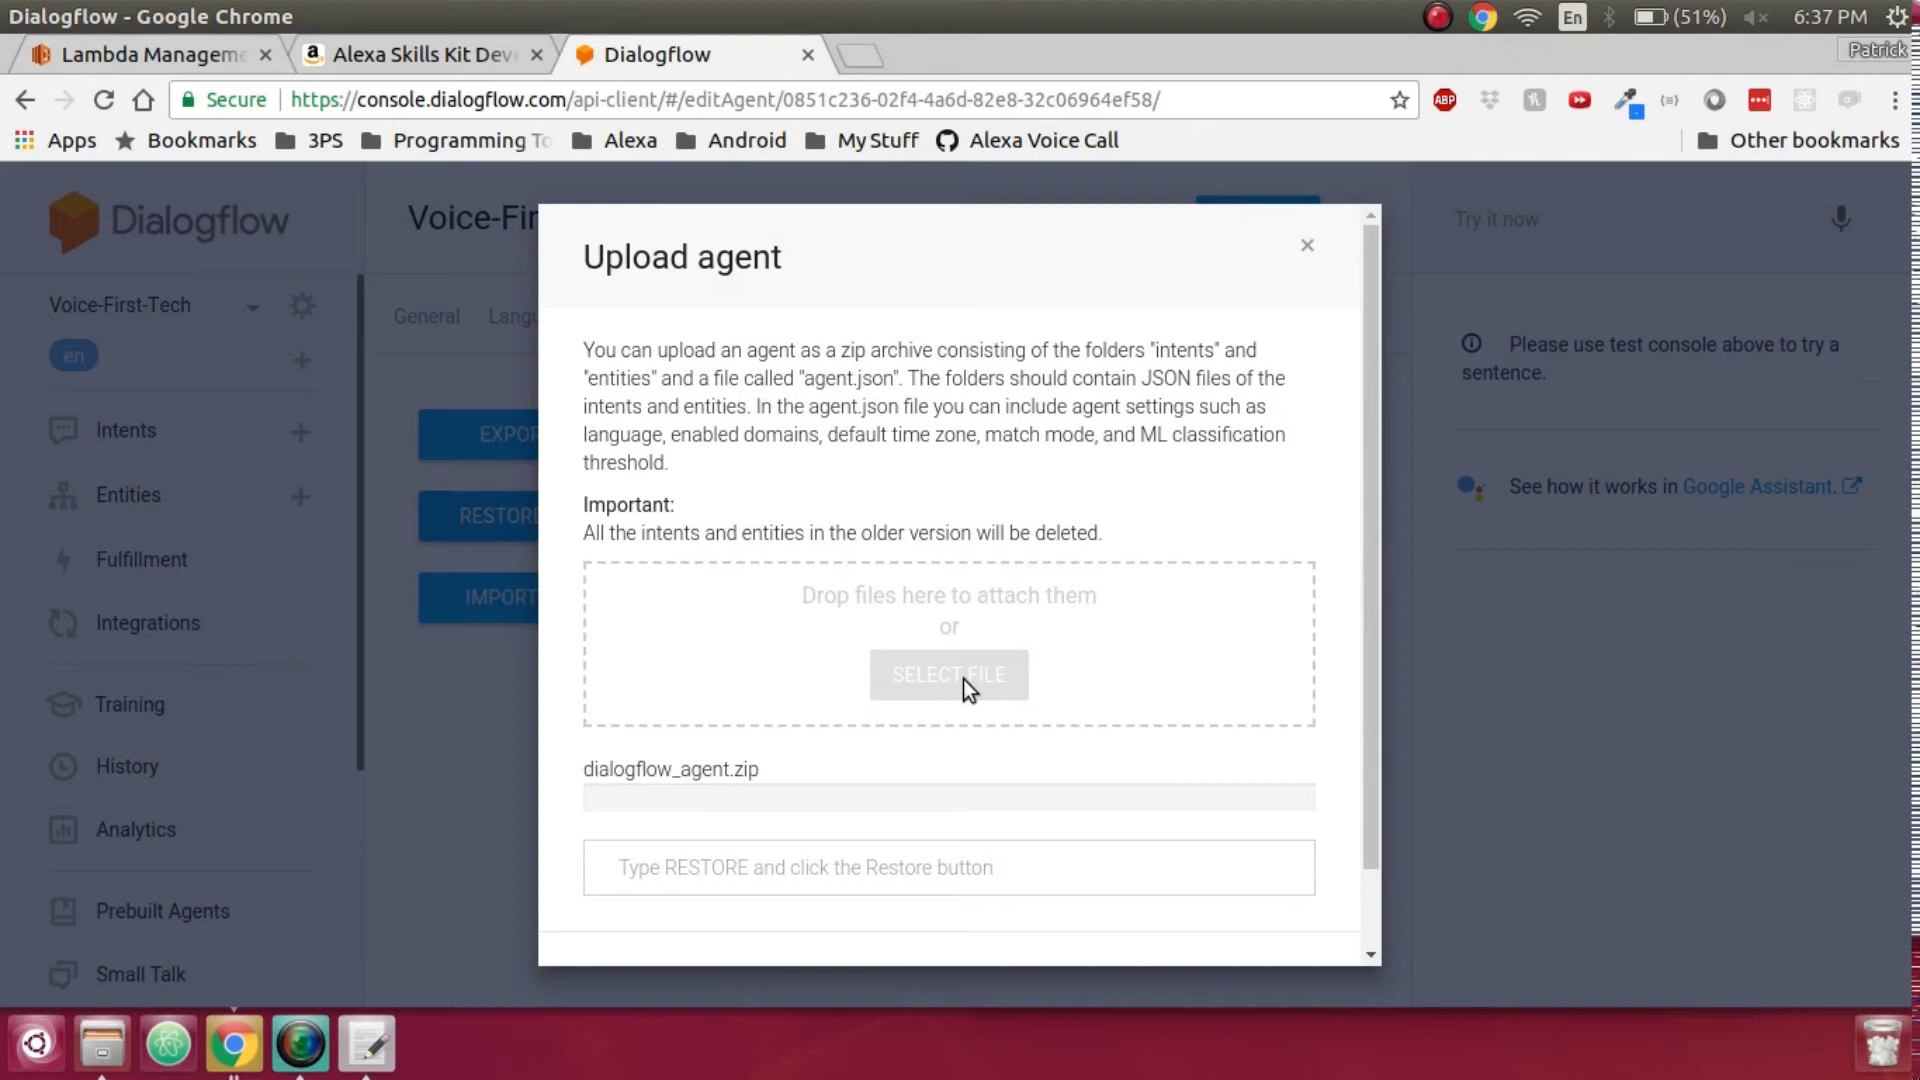 Dialogflow - Google Chrome
En
(51%)
6:37 PM
Lambda Manageme
Alexa Skills Kit Deve
Dialogflow
Patrick
Secure
https://console.dialogflow.com/api-client/#/editAgent/0851c236-02f4-4a6d-82e8-32c06964ef58/
ABP
Apps
Bookmarks
3PS
Programming To
Alexa
Android
My Stuff
Alexa Voice Call
Other bookmarks
Dialogflow
Voice-Fir
Try it now
Upload agent
Voice-First-Tech
en
General
Langu
Please use test console above to try a
sentence.
You can upload an agent as a zip archive consisting of the folders "intents" and
"entities" and a file called "agent.json". The folders should contain JSON files of the
intents and entities. In the agent.json file you can include agent settings such as
language, enabled domains, default time zone, match mode, and ML classification
threshold.
Intents
EXPOR
Entities
RESTORE
See how it works in Google Assistant.
Important:
All the intents and entities in the older version will be deleted.
Fulfillment
IMPORT
Drop files here to attach them
or
SELECT FILE
Integrations
Training
History
dialogflow_agent.zip
Analytics
Type RESTORE and click the Restore button
Prebuilt Agents
Small Talk